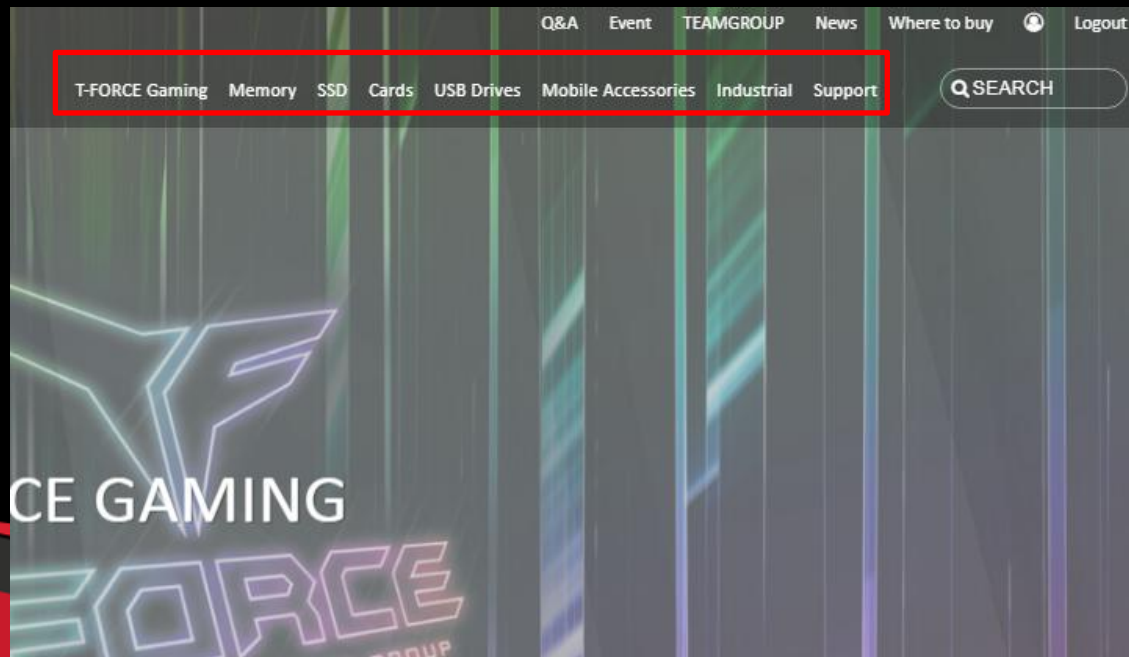 Q&A Event TEAMGROUP News Where to buy Logout
T-FORCE Gaming Memory SSD Cards USB Drives Mobile Accessories Industrial Support SEARCH
CE GAMING
FORCE